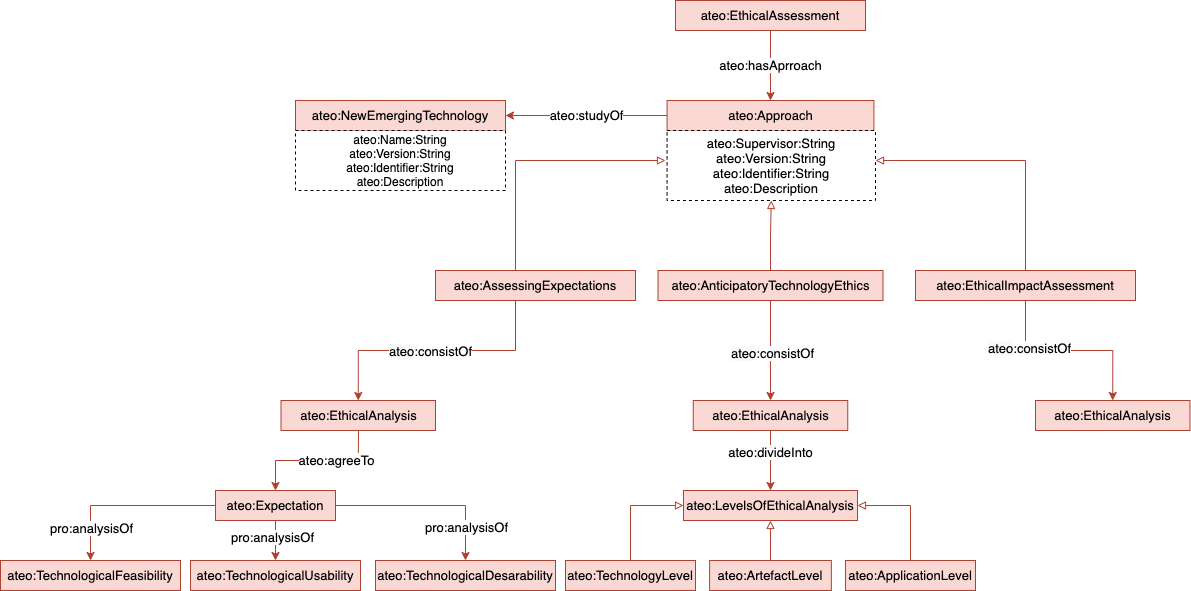 ateo:EthicalAssessment
ateo:hasAprroach
ateo:NewEmergingTechnology
ateo:studyOf
ateo:Approach
ateo:Name:String
ateo:Version:String
ateo:Identifier:String
ateo:Description
ateo:Supervisor:String
ateo:Version:String
ateo:Identifier:String
ateo:Description
ateo:AssessingExpectations
ateo:AnticipatoryTechnologyEthics
ateo:EthicalImpactAssessment
ateo:consistOf
ateo:consistOf
ateo:consistOf
ateo:EthicalAnalysis
ateo:EthicalAnalysis
ateo:EthicalAnalysis
ateo:agreeTo
ateo:divideInto
ateo:Expectation
ateo:LevelsOfEthicalAnalysis
pro:analysisOf
pro:analysisOf
pro:analysisOf
ateo:TechnologicalFeasibility
ateo:TechnologicalUsability
ateo:TechnologicalDesarability
ateo:TechnologyLevel
ateo:ArtefactLevel
ateo:ApplicationLevel